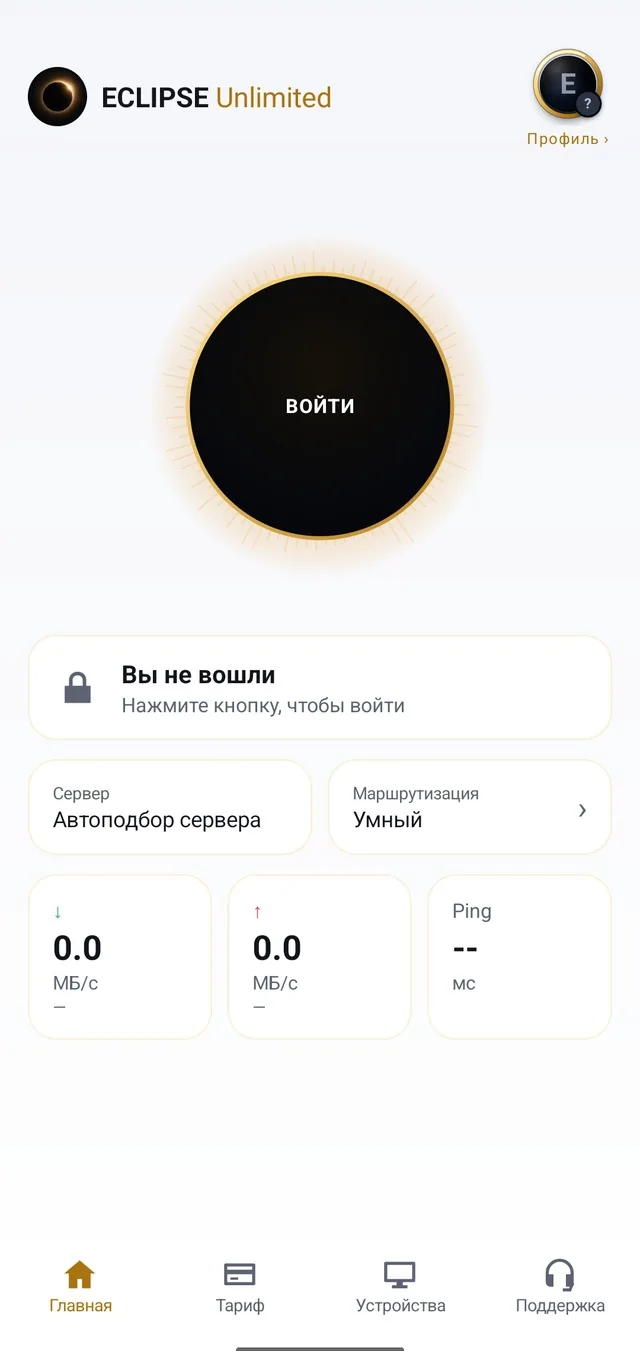 ECLIPSE Unlimited
E
?
Профиль ›
ВОЙТИ
Вы не вошли
Нажмите кнопку, чтобы войти
Сервер
Автоподбор сервера
Маршрутизация
Умный
›
↓
0.0
МБ/с
—
↑
0.0
МБ/с
—
Ping
--
мс
Главная
Тариф
Устройства
Поддержка